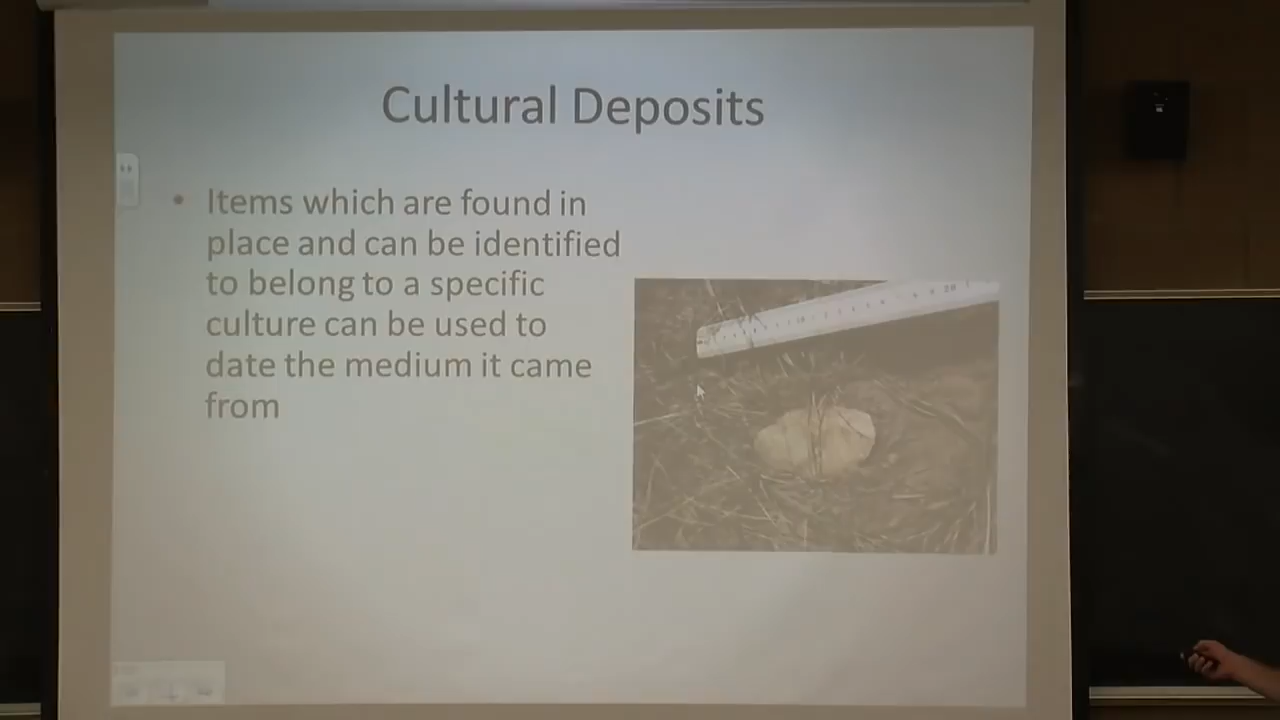 Cultural Deposits
• Items which are found in
place and can be identified
to belong to a specific
culture can be used to
date the medium it came
from